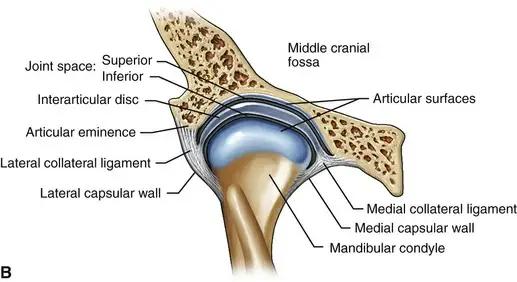 Joint space: Superior
Inferior
Interarticular disc
Articular eminence
Lateral collateral ligament
Lateral capsular wall
Middle cranial
fossa
Articular surfaces
Medial collateral ligament
Medial capsular wall
Mandibular condyle
B